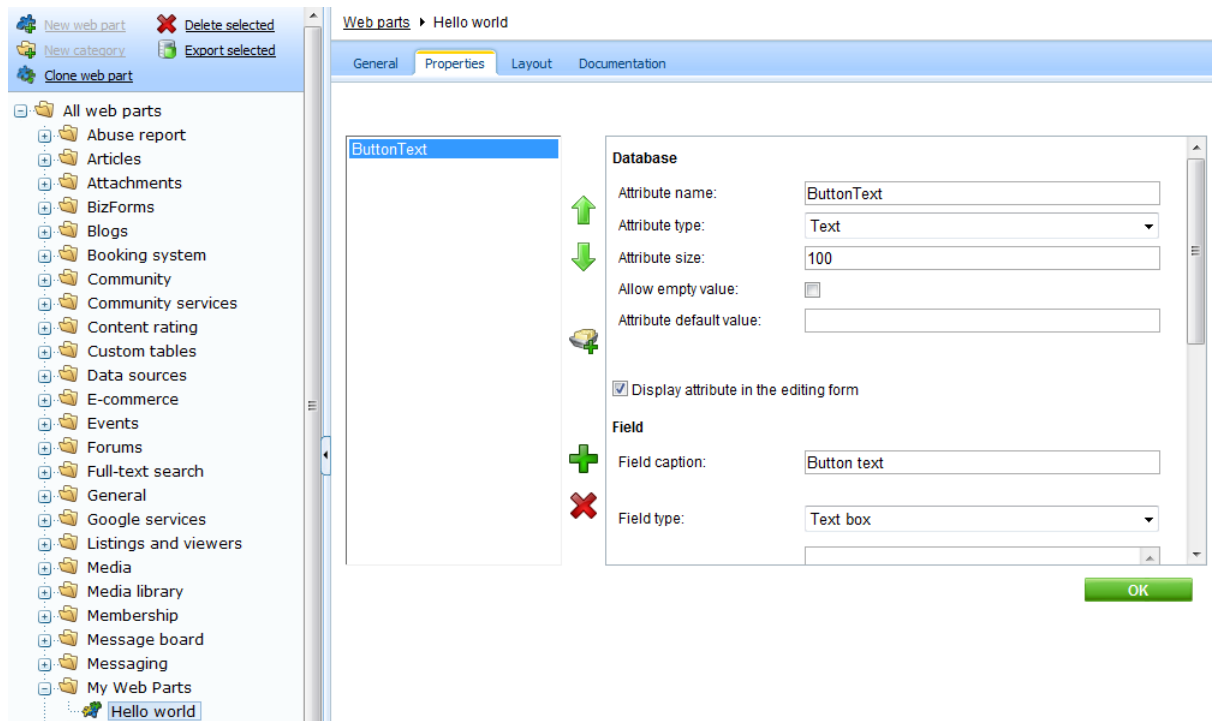 New web part Delete selected
New category Export selected
Clone web part
All web parts
Abuse report
Articles
Attachments
BizForms
Blogs
Booking system
Community
Community services
Content rating
Custom tables
Data sources
E-commerce
Events
Forums
Full-text search
General
Google services
Listings and viewers
Media
Media library
Membership
Message board
Messaging
My Web Parts
Hello world
Web parts Hello world
General Properties Layout Documentation
ButtonText
Database
Attribute name: ButtonText
Attribute type: Text
Attribute size: 100
Allow empty value:
Attribute default value:
Display attribute in the editing form
Field
Field caption: Button text
Field type: Text box
OK